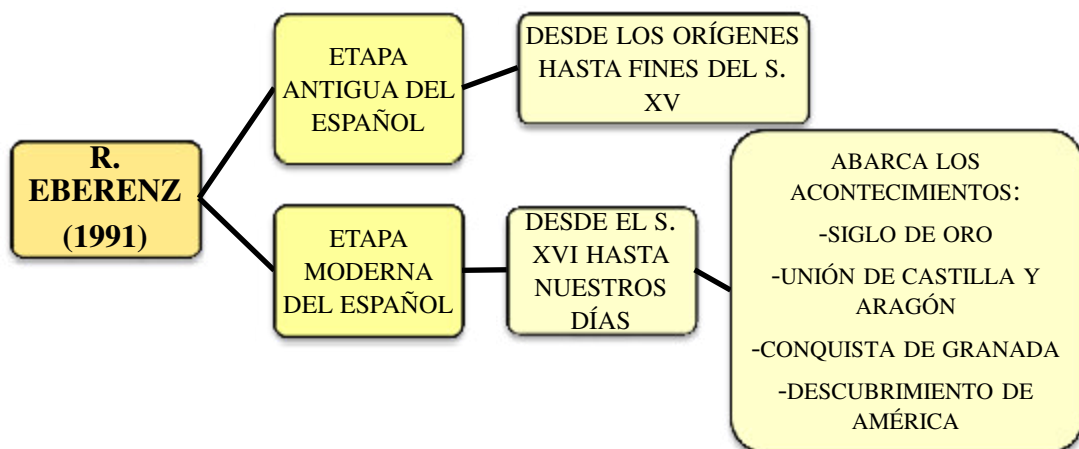 R.
EBERENZ
(1991)
ETAPA
ANTIGUA DEL
ESPAÑOL
DESDE LOS ORÍGENES
HASTA FINES DEL S.
XV
ETAPA
MODERNA
DEL ESPAÑOL
DESDE EL S.
XVI HASTA
NUESTROS
DÍAS
ABARCA LOS
ACONTECIMIENTOS:
-SIGLO DE ORO
-UNIÓN DE CASTILLA Y
ARAGÓN
-CONQUISTA DE GRANADA
-DESCUBRIMIENTO DE
AMÉRICA